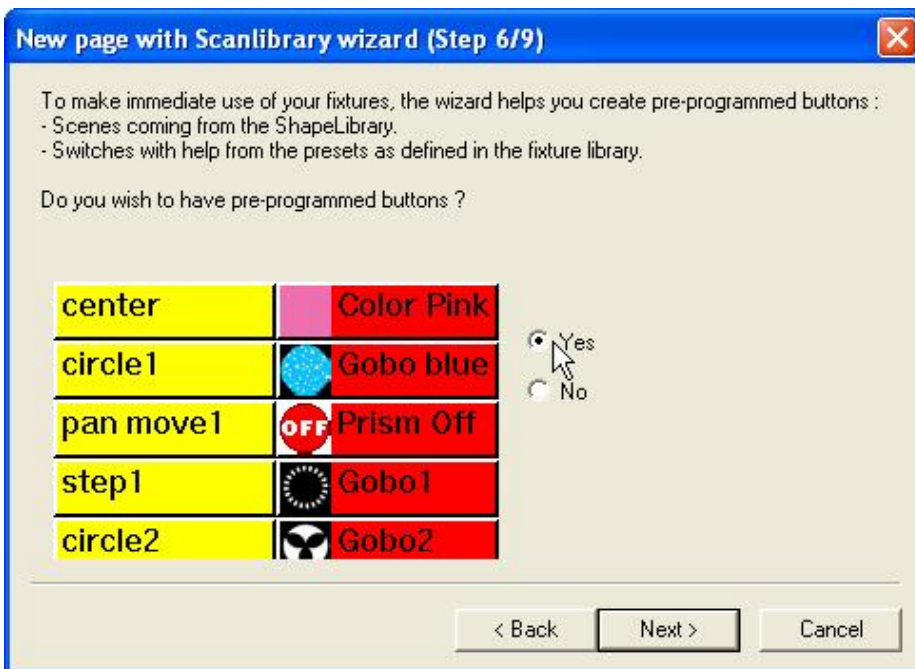 New page with Scanlibrary wizard (Step 6/9)
To make immediate use of your fixtures, the wizard helps you create pre-programmed buttons :
- Scenes coming from the ShapeLibrary.
- Switches with help from the presets as defined in the fixture library.
Do you wish to have pre-programmed buttons ?
center Color Pink
circle1 Gobo blue
Yes
pan move1 OFF Prism Off
No
step1 Gobo1
circle2 Gobo2
< Back Next > Cancel